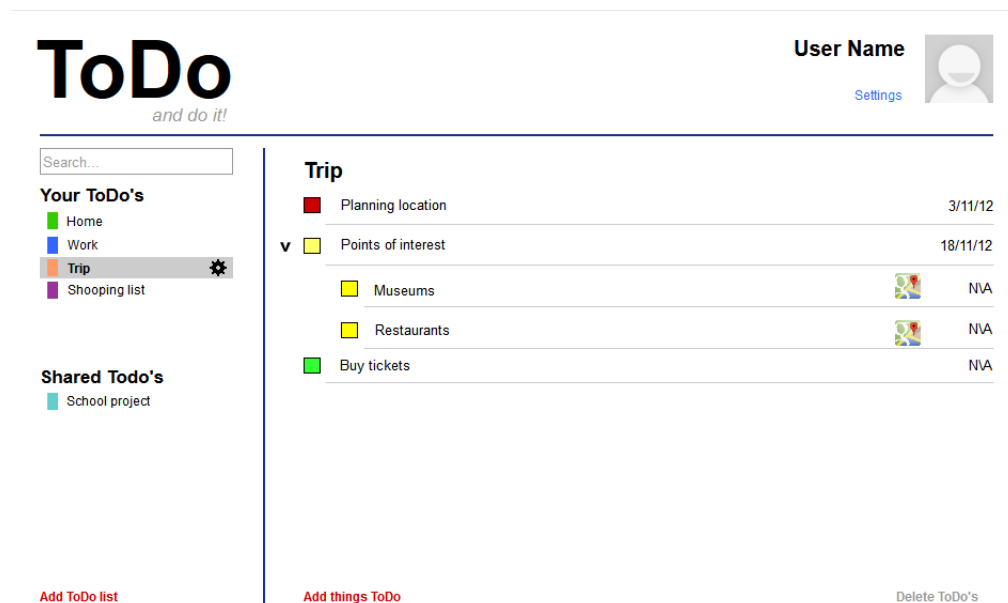 ToDo
and do it!
User Name
Settings
Search...
Your ToDo's
Home
Work
Trip
Shooping list
Shared Todo's
School project
Add ToDo list
Trip
Planning location 3/11/12
v Points of interest 18/11/12
Museums N\A
Restaurants N\A
Buy tickets N\A
Add things ToDo
Delete ToDo's